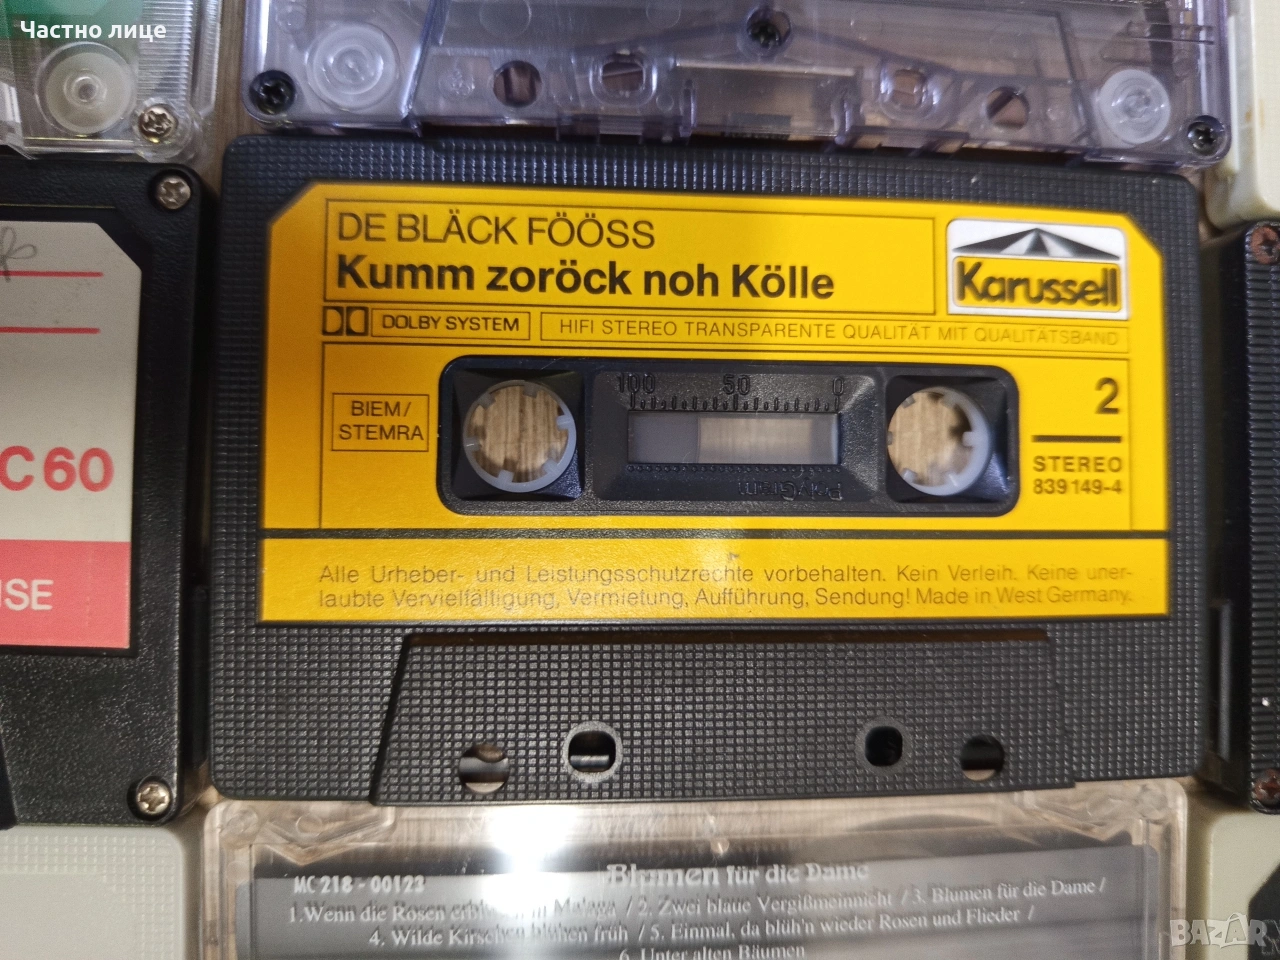 Частно лице
DE BLÄCK FÖÖSS
Kumm zoröck noh Kölle
Karussell
DOLBY SYSTEM
HIFI STEREO TRANSPARENTE QUALITÄT MIT QUALITÄTSBAND
100 50 0
2
BIEM/
STEMRA
STEREO
839 149-4
PolyGram
C60
Alle Urheber- und Leistungsschutzrechte vorbehalten. Kein Verleih. Keine uner-
laubte Vervielfältigung, Vermietung, Aufführung, Sendung! Made in West Germany.
Blumen für die Dame
MC 218 - 00123
1.Wenn die Rosen erblühen in Malaga / 2. Zwei blaue Vergißmeinnicht / 3. Blumen für die Dame /
4. Wilde Kirschen blühen früh / 5. Einmal, da blüh'n wieder Rosen und Flieder /
6. Unter alten Bäumen
BAZAR